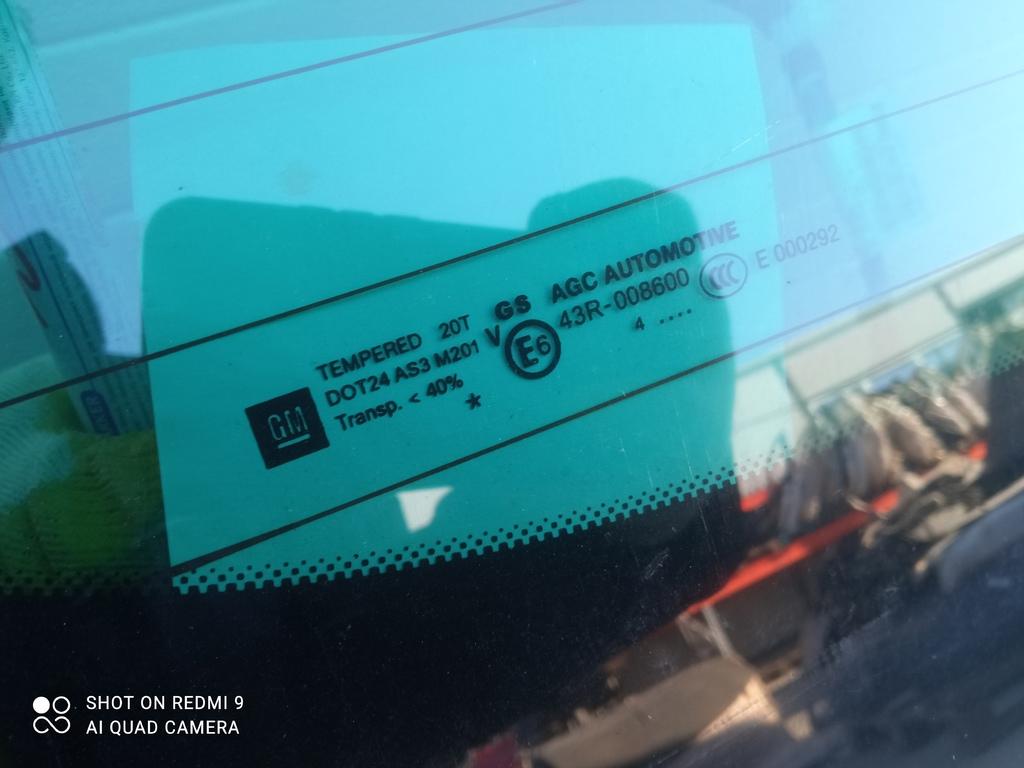 GS AGC AUTOMOTIVE
TEMPERED 20T
V E6 43R-008600 CCC E 000292
DOT24 AS3 M201
4 ····
GM
Transp. < 40%
*
SHOT ON REDMI 9
AI QUAD CAMERA